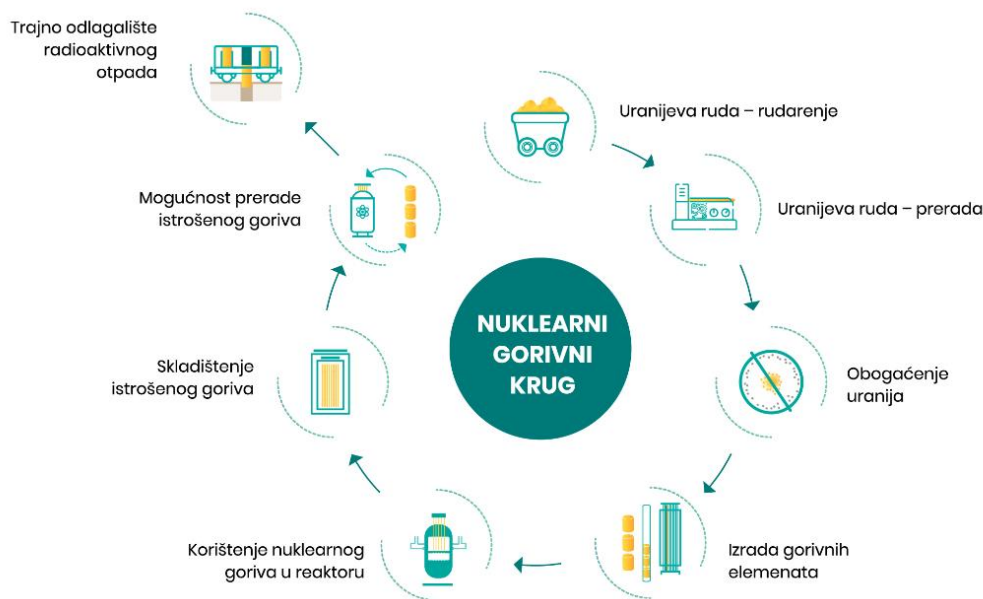 Trajno odlagalište
radioaktivnog
otpada
Uranijeva ruda – rudarenje
Mogućnost prerade
istrošenog goriva
Uranijeva ruda – prerada
NUKLEARNI
GORIVNI
KRUG
Skladištenje
istrošenog goriva
Obogaćenje
uranija
Korištenje nuklearnog
goriva u reaktoru
Izrada gorivnih
elemenata